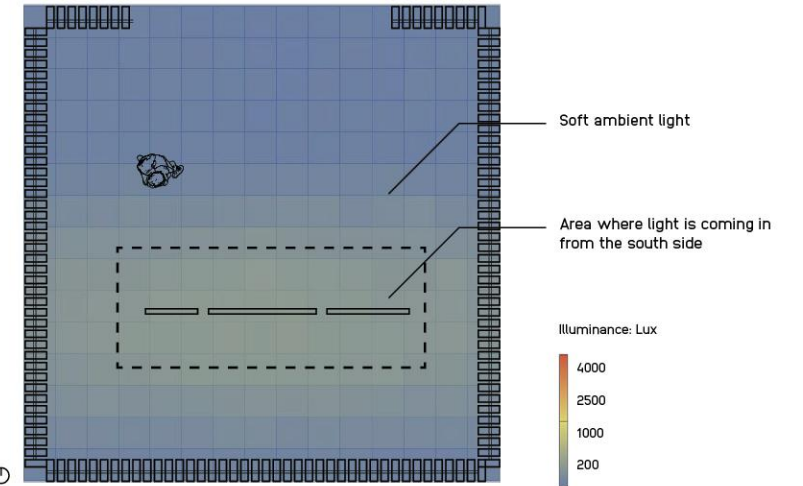 Soft ambient light
Area where light is coming in
from the south side
Illuminance: Lux
4000
2500
1000
200